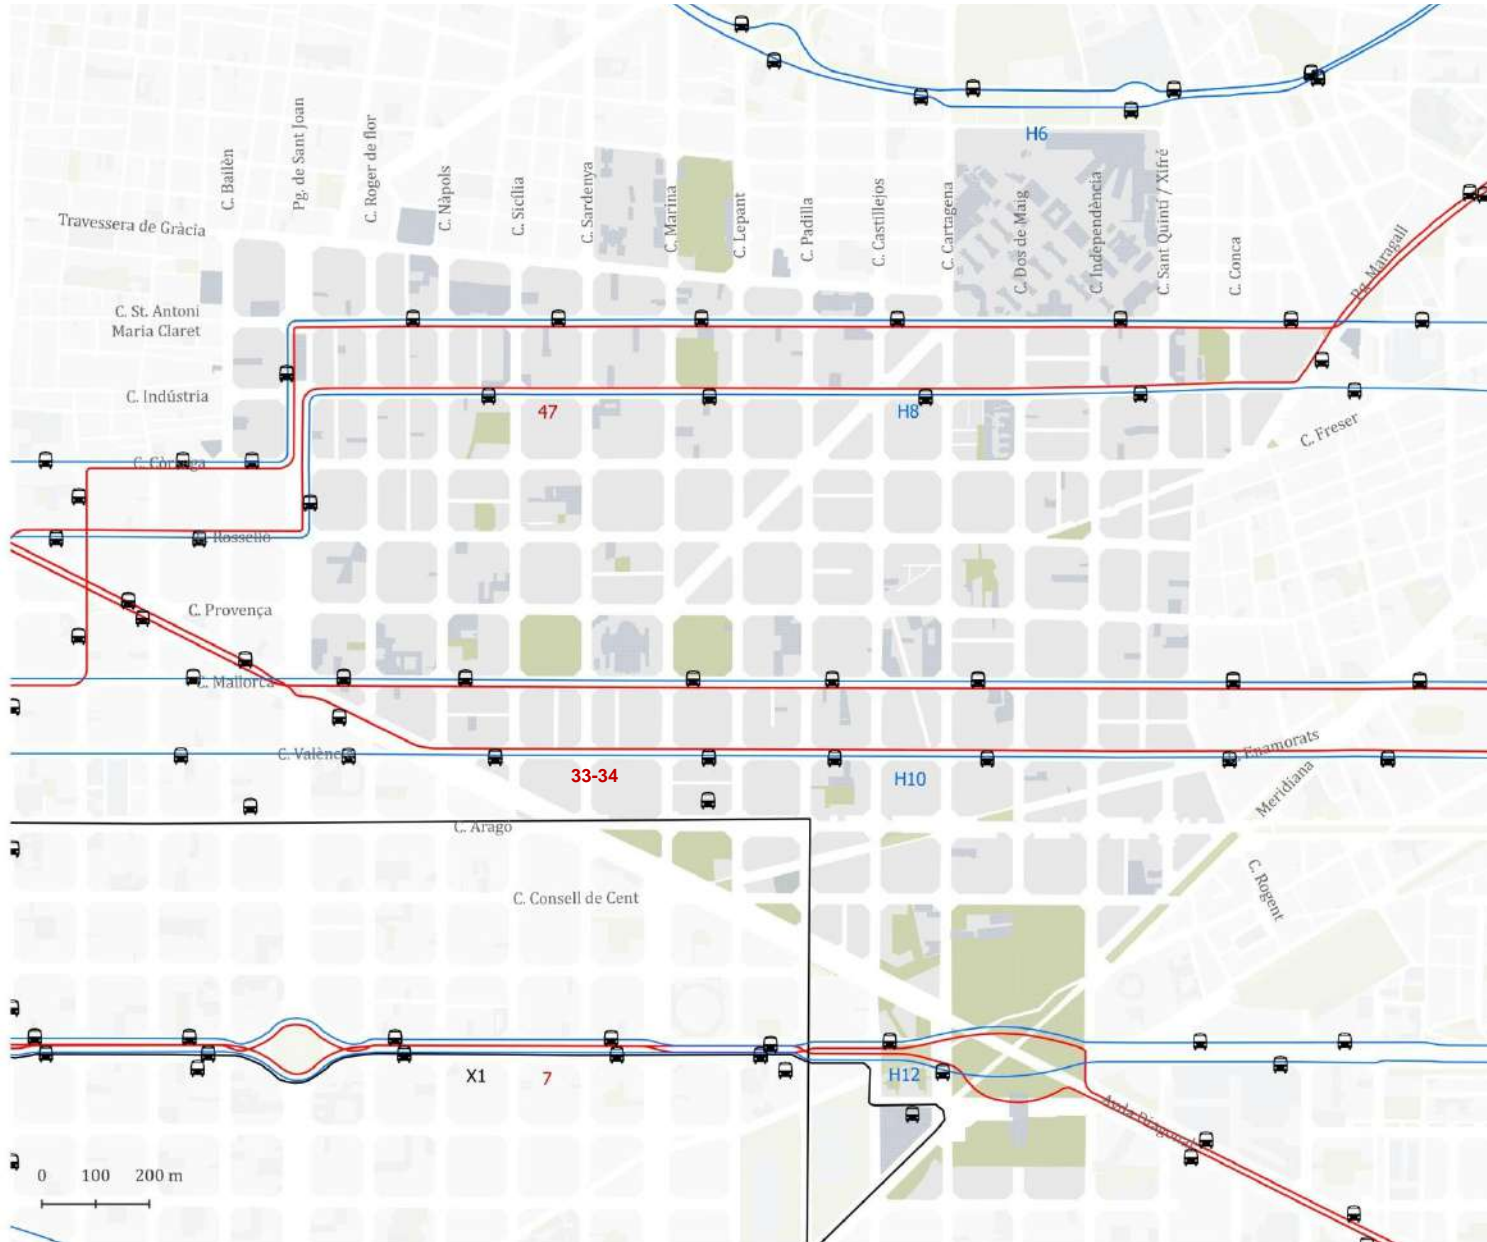 H6
C. Bailèn
Pg. de Sant Joan
C. Roger de flor
C. Nàpols
C. Sicília
C. Sardenya
C. Marina
C. Lepant
C. Padilla
C. Castillejos
C. Cartagena
C. Dos de Maig
C. Independència
C. Sant Quintí / Xifré
C. Conca
Pg. Maragall
Travessera de Gràcia
C. St. Antoni
Maria Claret
C. Indústria
47
H8
C. Freser
C. Còrsega
Rosselló
C. Provença
C. Mallorca
C. València
Enamorats
33-34
H10
Meridiana
C. Aragó
C. Rogent
C. Consell de Cent
X1
7
H12
Avda Diagonal
0 100 200 m